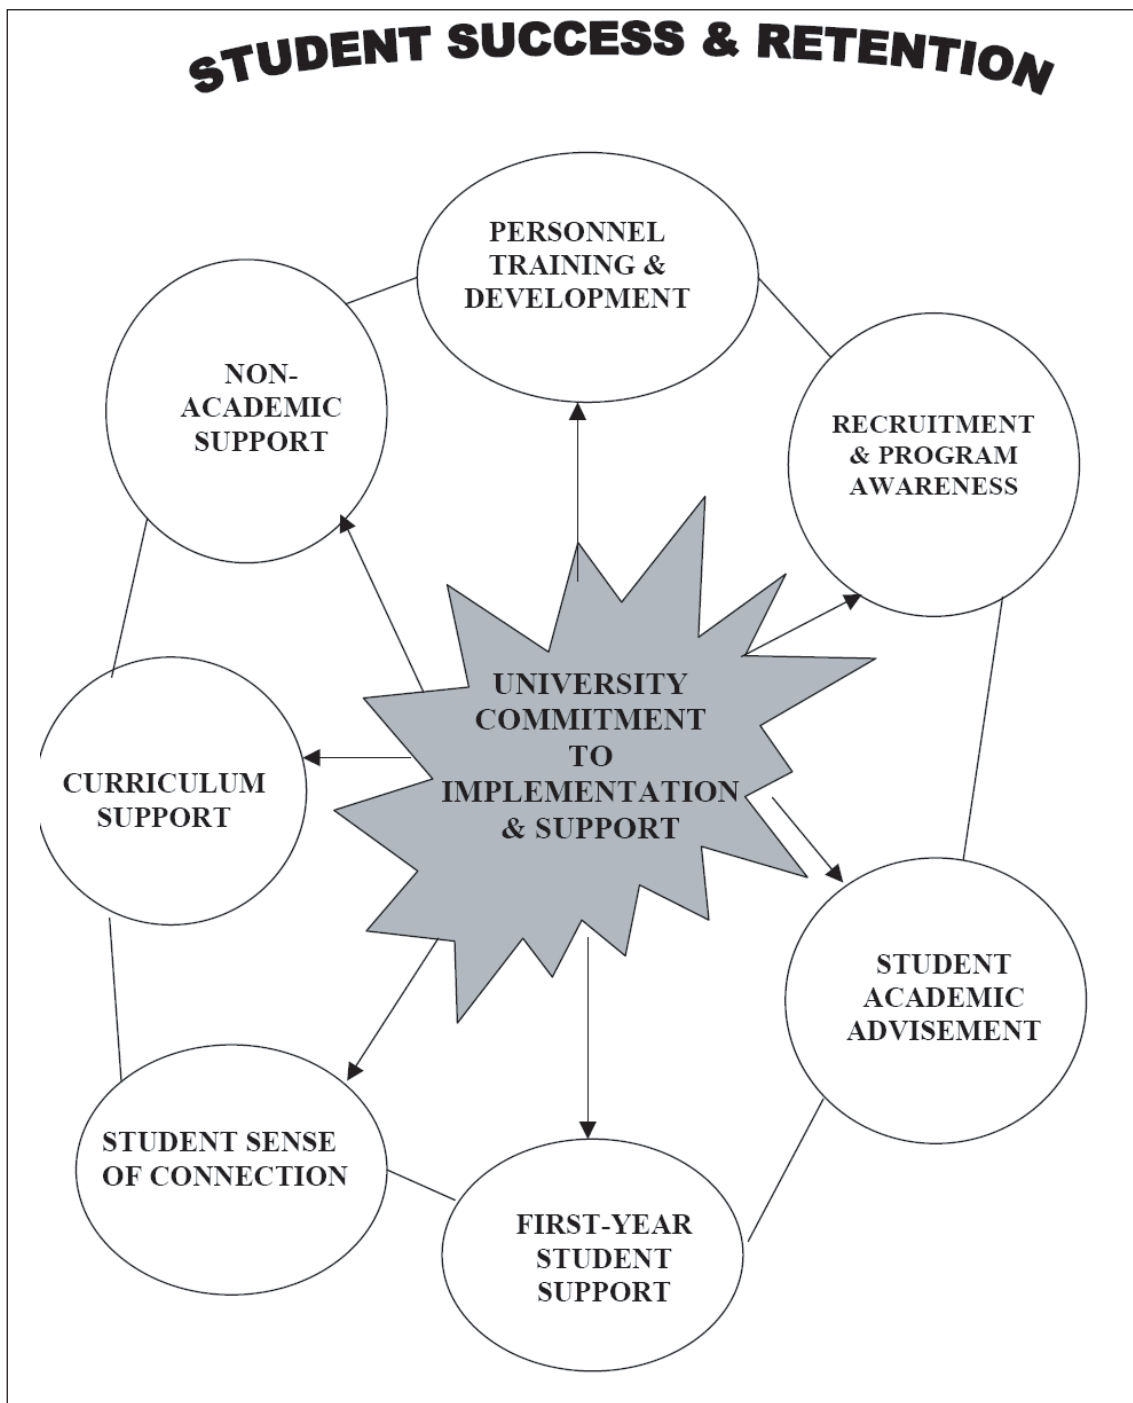 STUDENT SUCCESS & RETENTION
PERSONNEL
TRAINING &
DEVELOPMENT
NON-
ACADEMIC
SUPPORT
RECRUITMENT
& PROGRAM
AWARENESS
UNIVERSITY
COMMITMENT
TO
IMPLEMENTATION
& SUPPORT
CURRICULUM
SUPPORT
STUDENT
ACADEMIC
ADVISEMENT
STUDENT SENSE
OF CONNECTION
FIRST-YEAR
STUDENT
SUPPORT